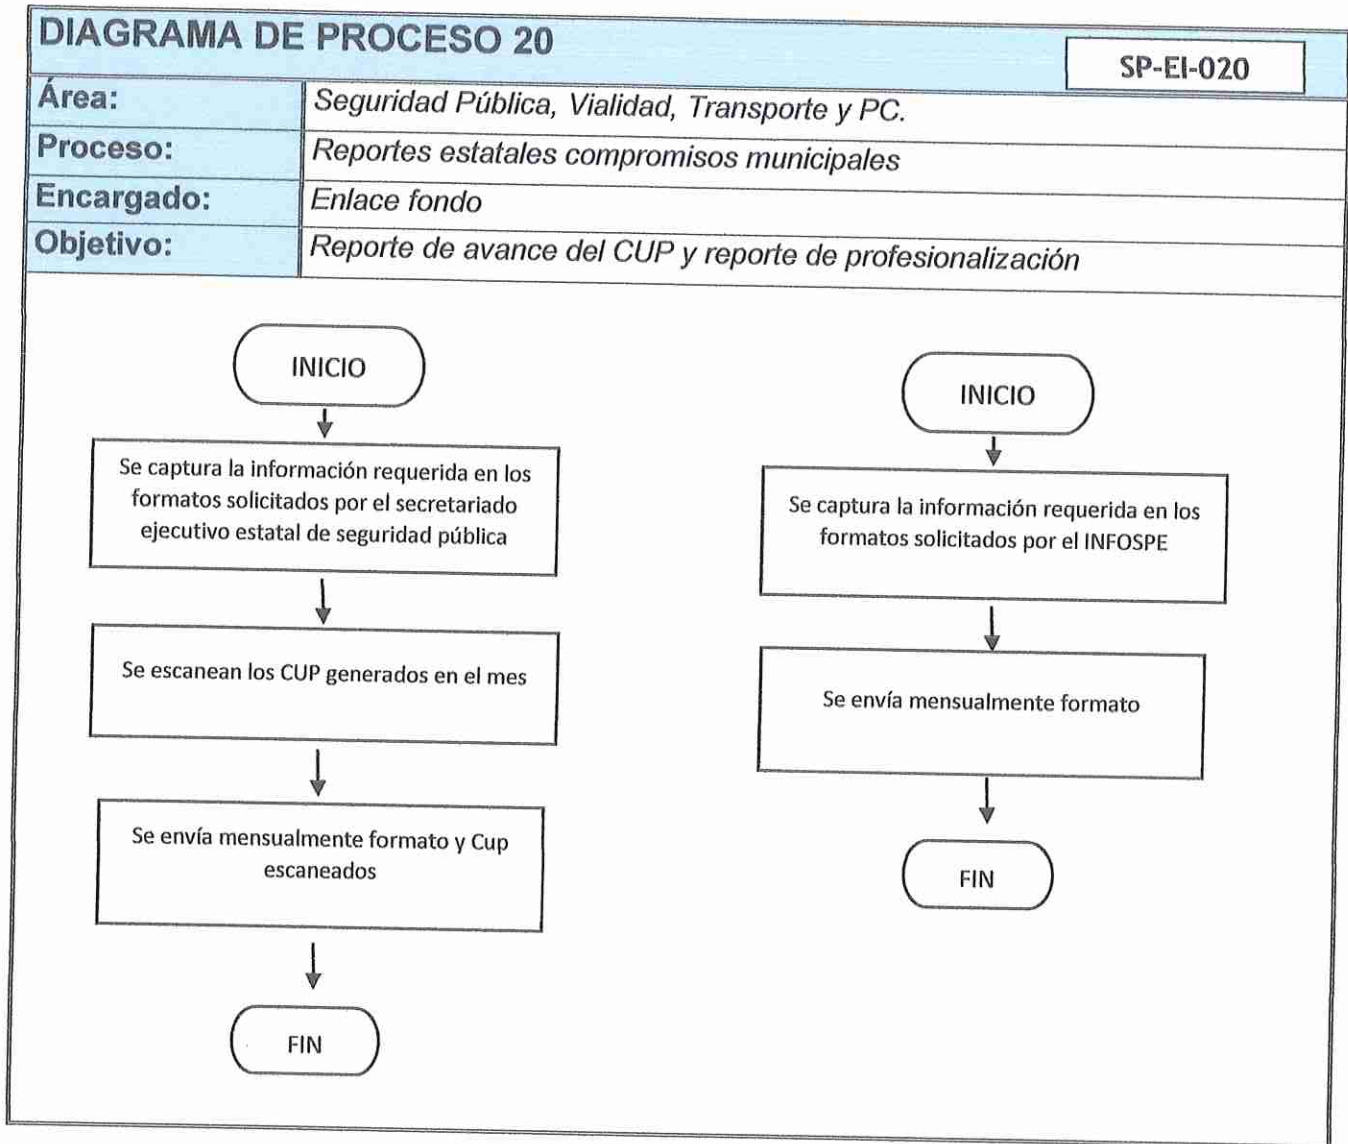 DIAGRAMA DE PROCESO 20
SP-EI-020
Área:
Seguridad Pública, Vialidad, Transporte y PC.
Proceso:
Reportes estatales compromisos municipales
Encargado:
Enlace fondo
Objetivo:
Reporte de avance del CUP y reporte de profesionalización
INICIO
Se captura la información requerida en los
formatos solicitados por el secretariado
ejecutivo estatal de seguridad pública
Se escanean los CUP generados en el mes
Se envía mensualmente formato y Cup
escaneados
FIN
INICIO
Se captura la información requerida en los
formatos solicitados por el INFOSPE
Se envía mensualmente formato
FIN